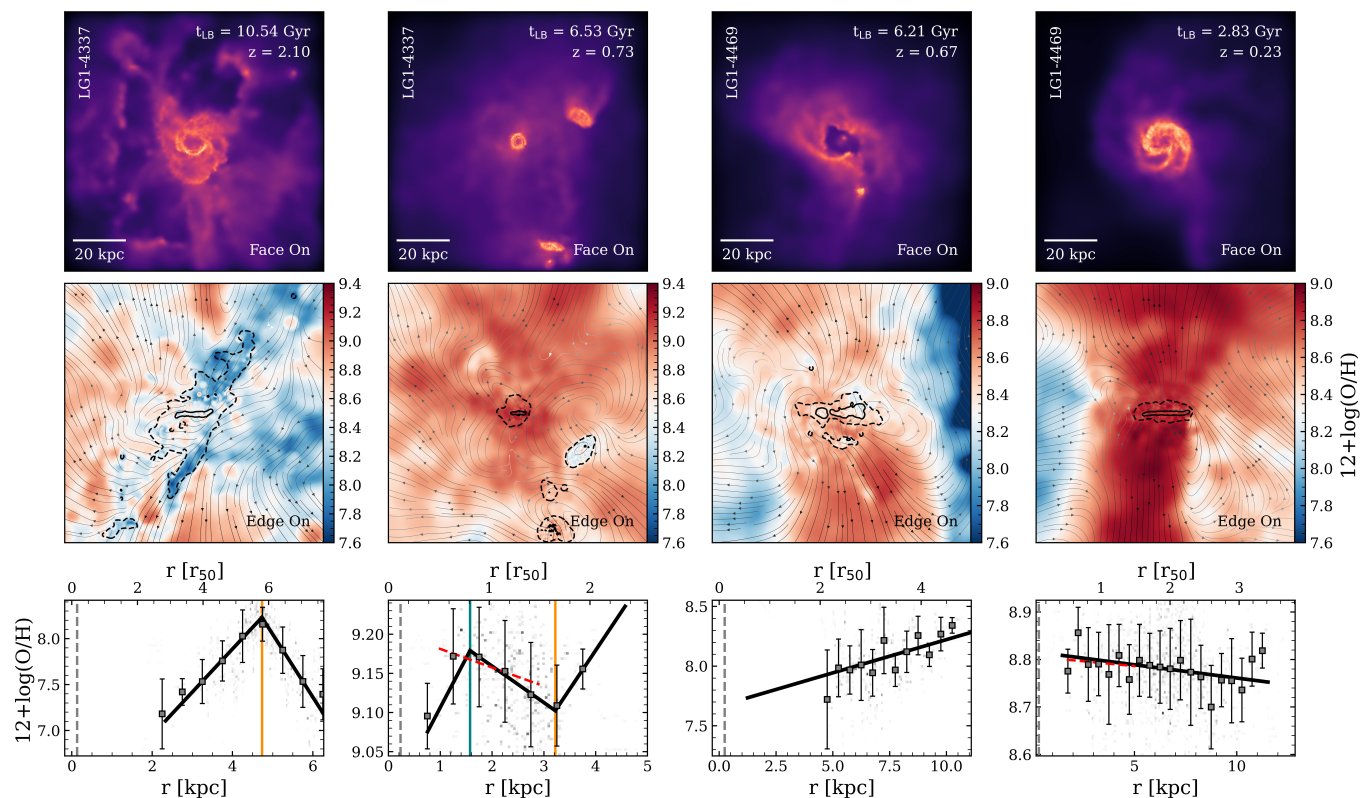 LG1-4337
t_LB = 10.54 Gyr
z = 2.10
20 kpc
Face On
LG1-4337
t_LB = 6.53 Gyr
z = 0.73
20 kpc
Face On
LG1-4469
t_LB = 6.21 Gyr
z = 0.67
20 kpc
Face On
LG1-4469
t_LB = 2.83 Gyr
z = 0.23
20 kpc
Face On
Edge On
9.4
9.2
9.0
8.8
8.6
8.4
8.2
8.0
7.8
7.6
Edge On
9.4
9.2
9.0
8.8
8.6
8.4
8.2
8.0
7.8
7.6
Edge On
9.0
8.8
8.6
8.4
8.2
8.0
7.8
7.6
Edge On
9.0
8.8
8.6
8.4
8.2
8.0
7.8
7.6
12+log(O/H)
r [r_50]
0 2 4 6
12+log(O/H)
8.0
7.5
7.0
0 2 4 6
r [kpc]
r [r_50]
0 1 2
9.20
9.15
9.10
9.05
0 1 2 3 4 5
r [kpc]
r [r_50]
0 2 4
8.5
8.0
7.5
0.0 2.5 5.0 7.5 10.0
r [kpc]
r [r_50]
1 2 3
8.9
8.8
8.7
8.6
5 10
r [kpc]